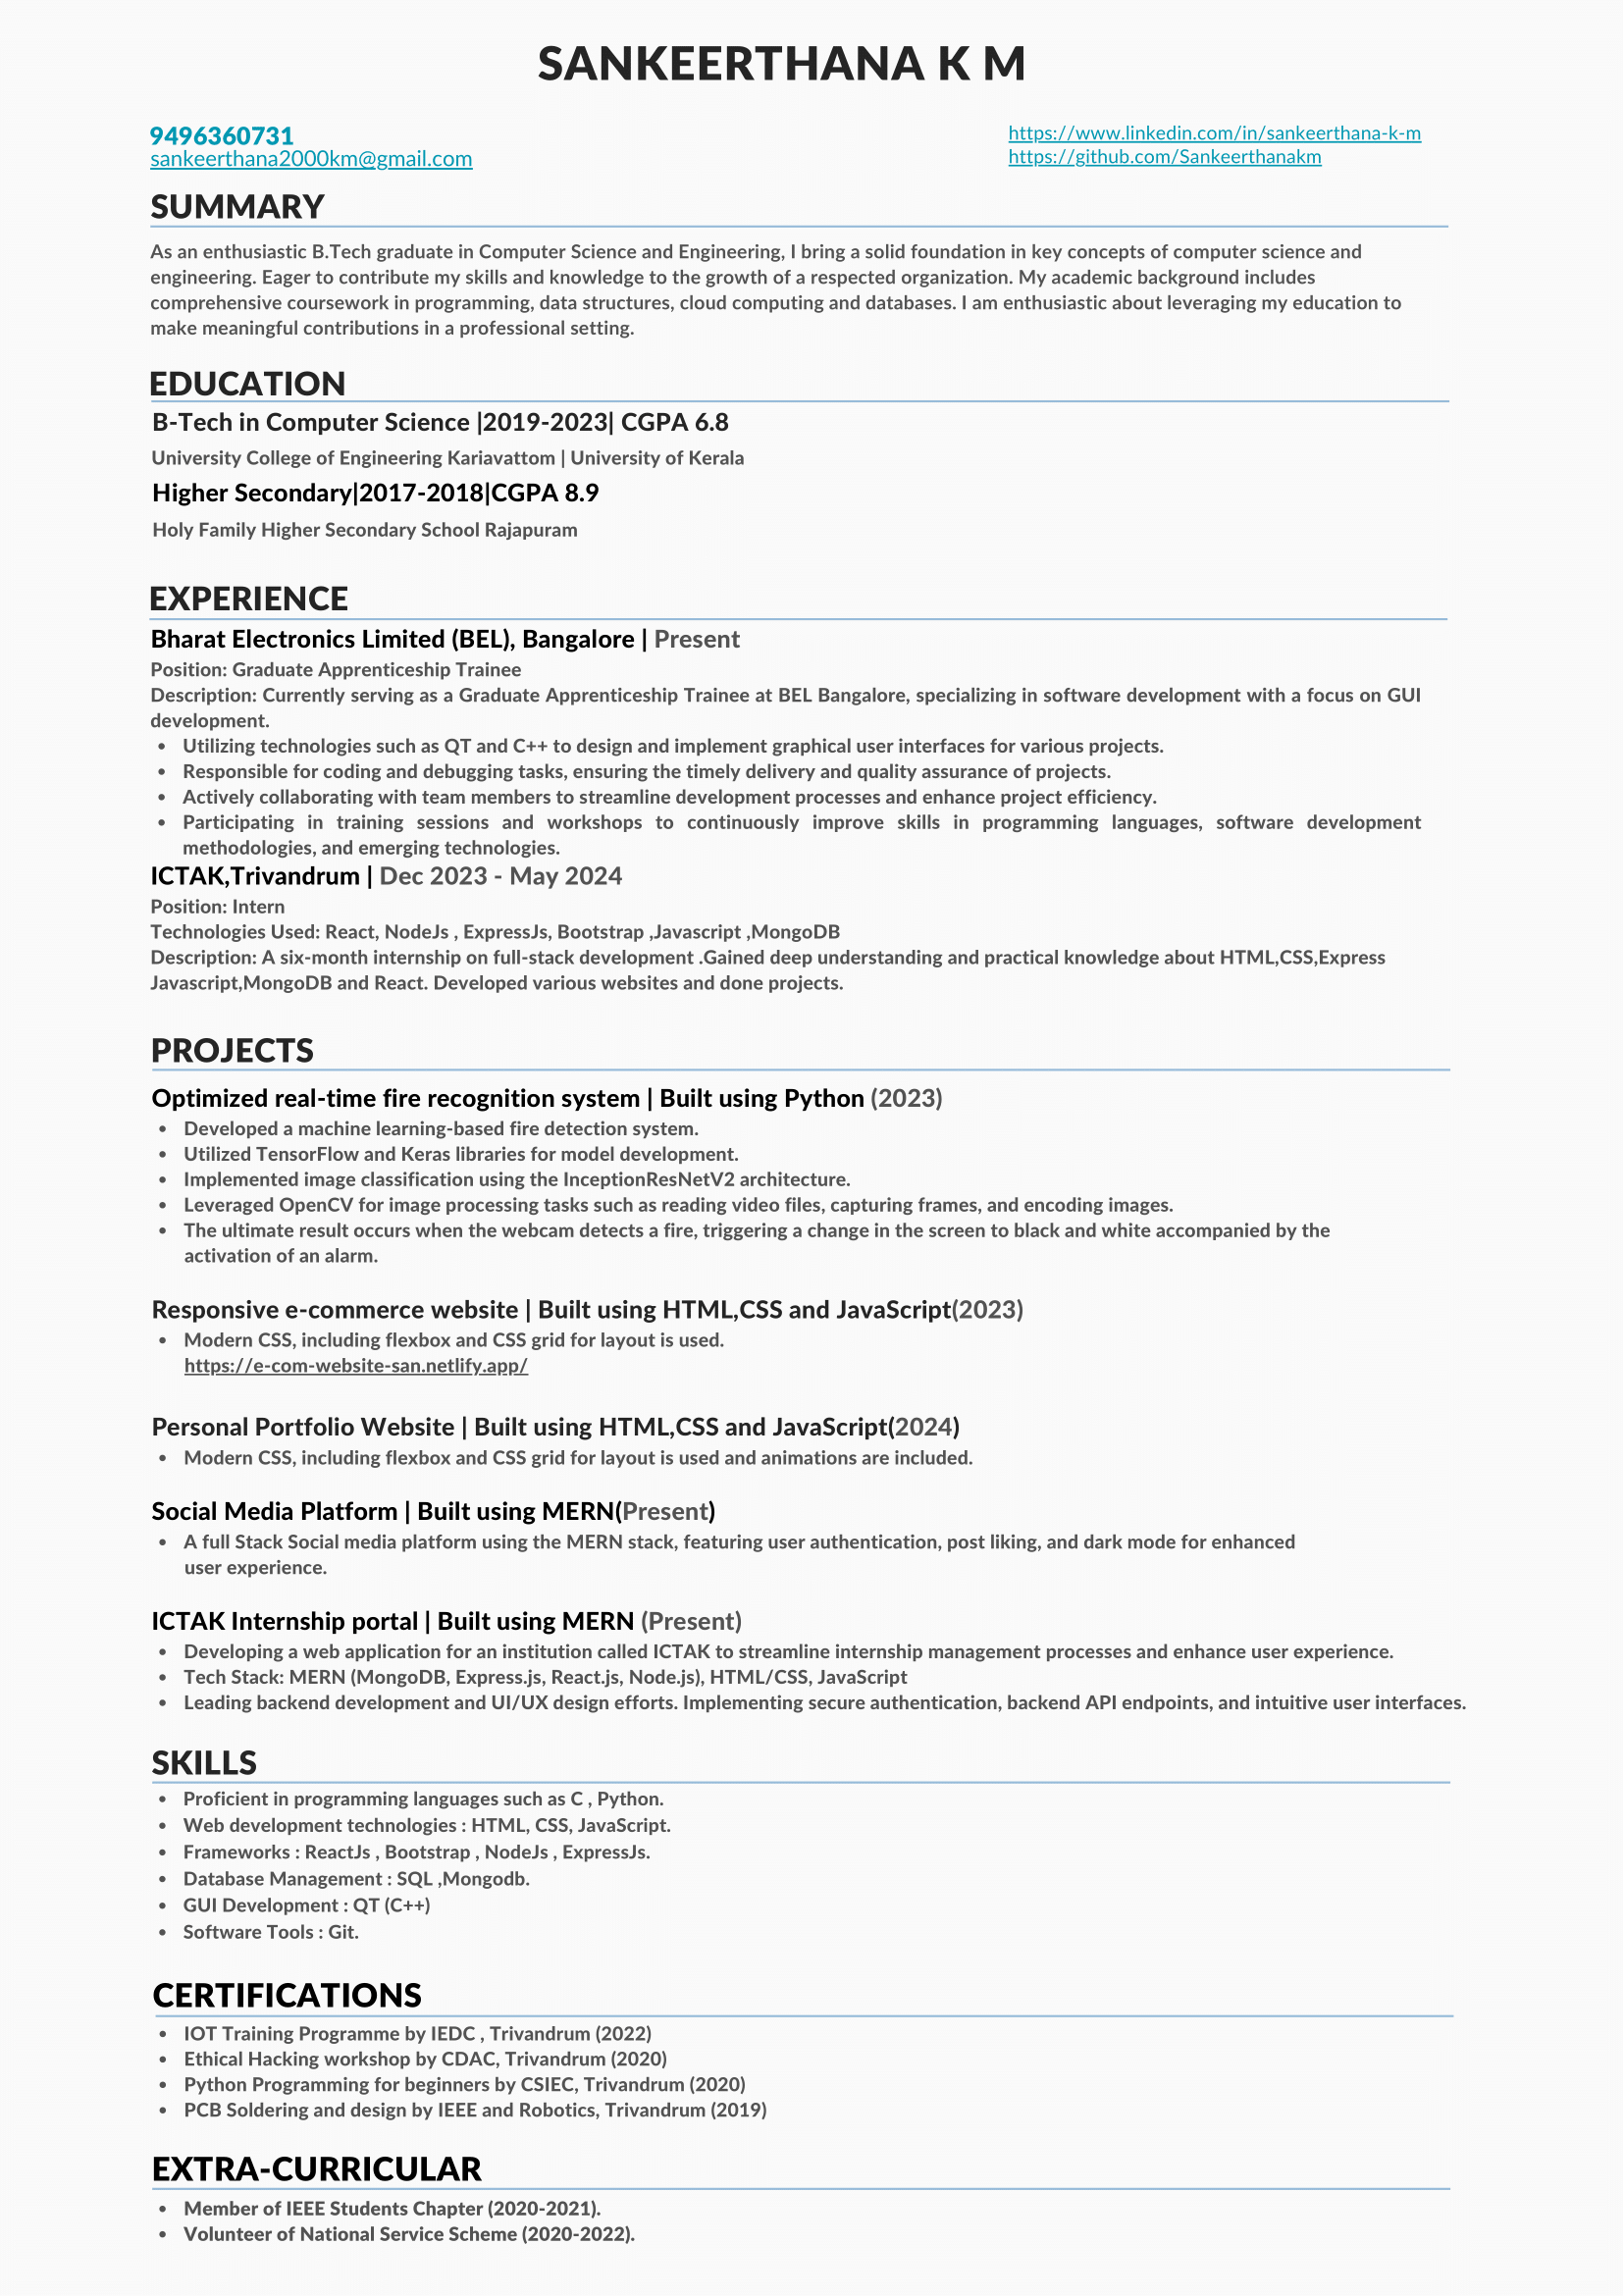 SANKEERTHANA K M
9496360731
sankeerthana2000km@gmail.com
https://www.linkedin.com/in/sankeerthana-k-m
https://github.com/Sankeerthanakm
SUMMARY
As an enthusiastic B.Tech graduate in Computer Science and Engineering, I bring a solid foundation in key concepts of computer science and
engineering. Eager to contribute my skills and knowledge to the growth of a respected organization. My academic background includes
comprehensive coursework in programming, data structures, cloud computing and databases. I am enthusiastic about leveraging my education to
make meaningful contributions in a professional setting.
EDUCATION
B-Tech in Computer Science |2019-2023| CGPA 6.8
University College of Engineering Kariavattom | University of Kerala
Higher Secondary|2017-2018|CGPA 8.9
Holy Family Higher Secondary School Rajapuram
EXPERIENCE
Bharat Electronics Limited (BEL), Bangalore | Present
Position: Graduate Apprenticeship Trainee
Description: Currently serving as a Graduate Apprenticeship Trainee at BEL Bangalore, specializing in software development with a focus on GUI
development.
• Utilizing technologies such as QT and C++ to design and implement graphical user interfaces for various projects.
• Responsible for coding and debugging tasks, ensuring the timely delivery and quality assurance of projects.
• Actively collaborating with team members to streamline development processes and enhance project efficiency.
• Participating in training sessions and workshops to continuously improve skills in programming languages, software development
methodologies, and emerging technologies.
ICTAK,Trivandrum | Dec 2023 - May 2024
Position: Intern
Technologies Used: React, NodeJs , ExpressJs, Bootstrap ,Javascript ,MongoDB
Description: A six-month internship on full-stack development .Gained deep understanding and practical knowledge about HTML,CSS,Express
Javascript,MongoDB and React. Developed various websites and done projects.
PROJECTS
Optimized real-time fire recognition system | Built using Python (2023)
• Developed a machine learning-based fire detection system.
• Utilized TensorFlow and Keras libraries for model development.
• Implemented image classification using the InceptionResNetV2 architecture.
• Leveraged OpenCV for image processing tasks such as reading video files, capturing frames, and encoding images.
• The ultimate result occurs when the webcam detects a fire, triggering a change in the screen to black and white accompanied by the
activation of an alarm.
Responsive e-commerce website | Built using HTML,CSS and JavaScript(2023)
• Modern CSS, including flexbox and CSS grid for layout is used.
https://e-com-website-san.netlify.app/
Personal Portfolio Website | Built using HTML,CSS and JavaScript(2024)
• Modern CSS, including flexbox and CSS grid for layout is used and animations are included.
Social Media Platform | Built using MERN(Present)
• A full Stack Social media platform using the MERN stack, featuring user authentication, post liking, and dark mode for enhanced
user experience.
ICTAK Internship portal | Built using MERN (Present)
• Developing a web application for an institution called ICTAK to streamline internship management processes and enhance user experience.
• Tech Stack: MERN (MongoDB, Express.js, React.js, Node.js), HTML/CSS, JavaScript
• Leading backend development and UI/UX design efforts. Implementing secure authentication, backend API endpoints, and intuitive user interfaces.
SKILLS
• Proficient in programming languages such as C , Python.
• Web development technologies : HTML, CSS, JavaScript.
• Frameworks : ReactJs , Bootstrap , NodeJs , ExpressJs.
• Database Management : SQL ,Mongodb.
• GUI Development : QT (C++)
• Software Tools : Git.
CERTIFICATIONS
• IOT Training Programme by IEDC , Trivandrum (2022)
• Ethical Hacking workshop by CDAC, Trivandrum (2020)
• Python Programming for beginners by CSIEC, Trivandrum (2020)
• PCB Soldering and design by IEEE and Robotics, Trivandrum (2019)
EXTRA-CURRICULAR
• Member of IEEE Students Chapter (2020-2021).
• Volunteer of National Service Scheme (2020-2022).